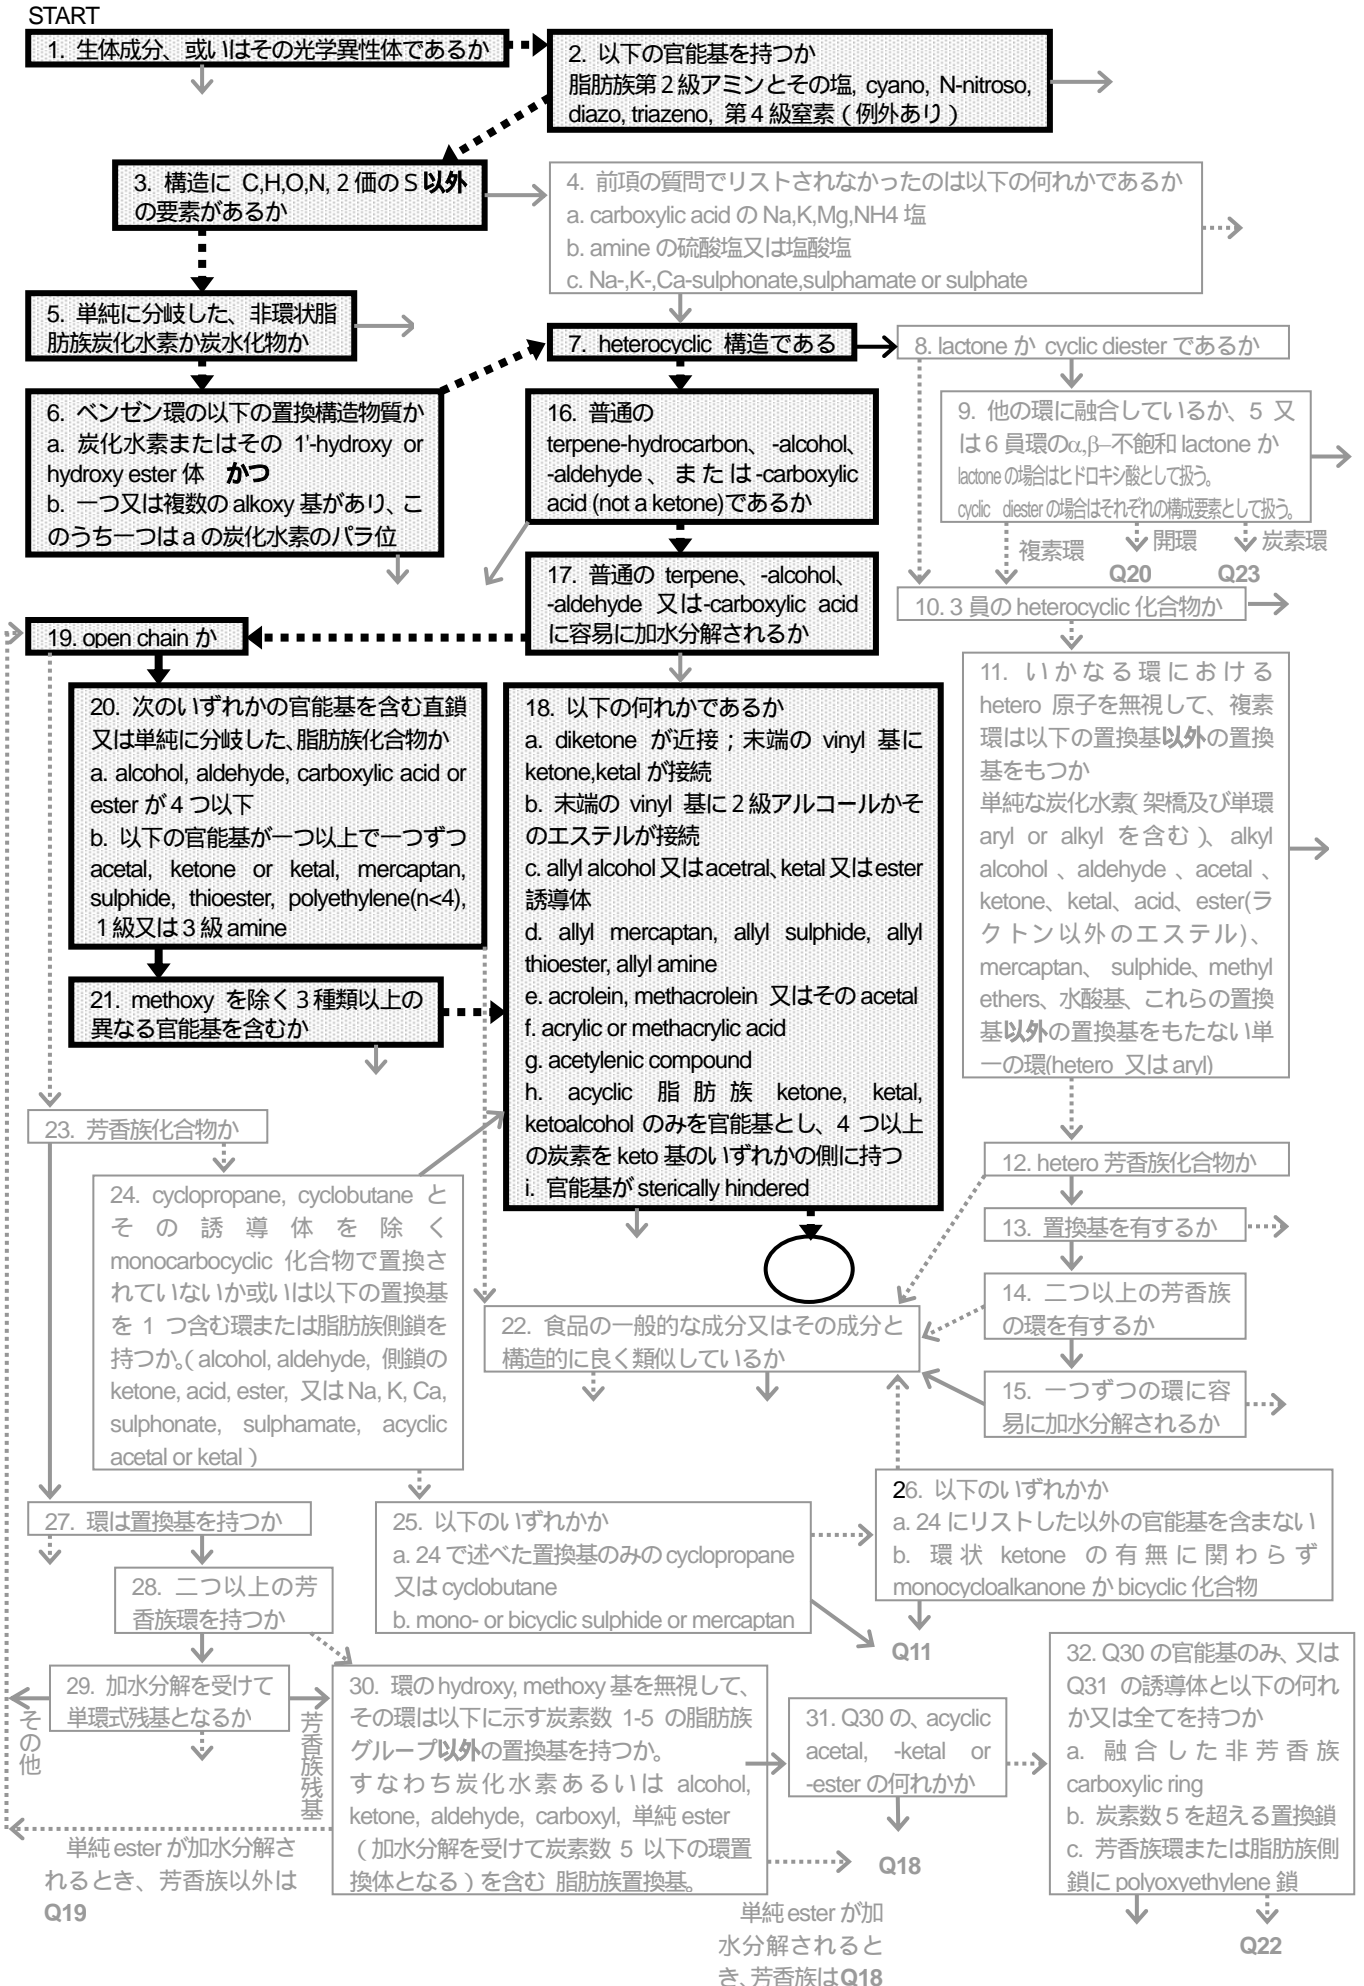 START
1. 生体成分、或いはその光学異性体であるか
2. 以下の官能基を持つか
脂肪族第２級アミンとその塩, cyano, N-nitroso,
diazo, triazeno, 第４級窒素（例外あり）
3. 構造に C,H,O,N, 2 価の S 以外
の要素があるか
4. 前項の質問でリストされなかったのは以下の何れかであるか
a. carboxylic acid の Na,K,Mg,NH4 塩
b. amine の硫酸塩又は塩酸塩
c. Na-,K-,Ca-sulphonate,sulphamate or sulphate
5. 単純に分岐した、非環状脂
肪族炭化水素か炭水化物か
7. heterocyclic 構造である
8. lactone か cyclic diester であるか
6. ベンゼン環の以下の置換構造物質か
a. 炭化水素またはその 1'-hydroxy or
hydroxy ester 体　かつ
b. 一つ又は複数の alkoxy 基があり、こ
のうち一つは a の炭化水素のパラ位
16. 普通の
terpene-hydrocarbon、-alcohol、
-aldehyde 、または-carboxylic
acid (not a ketone)であるか
9. 他の環に融合しているか、5 又
は 6 員環のα,β–不飽和 lactone か
lactone の場合はヒドロキシ酸として扱う。
cyclic diester の場合はそれぞれの構成要素として扱う。
複素環
開環
炭素環
Q20
Q23
17. 普通の terpene、-alcohol、
-aldehyde 又は-carboxylic acid
に容易に加水分解されるか
10. 3 員の heterocyclic 化合物か
19. open chain か
11. いかなる環における
hetero 原子を無視して、複素
環は以下の置換基以外の置換
基をもつか
単純な炭化水素(架橋及び単環
aryl or alkyl を含む)、alkyl
alcohol 、aldehyde 、acetal 、
ketone、ketal、acid、ester(ラ
クトン以外のエステル)、
mercaptan、 sulphide、methyl
ethers、水酸基、これらの置換
基以外の置換基をもたない単
一の環(hetero 又は aryl)
20. 次のいずれかの官能基を含む直鎖
又は単純に分岐した、脂肪族化合物か
a. alcohol, aldehyde, carboxylic acid or
ester が 4 つ以下
b. 以下の官能基が一つ以上で一つずつ
acetal, ketone or ketal, mercaptan,
sulphide, thioester, polyethylene(n<4),
１級又は３級 amine
18. 以下の何れかであるか
a. diketone が近接；末端の vinyl 基に
ketone,ketal が接続
b. 末端の vinyl 基に 2 級アルコールかそ
のエステルが接続
c. allyl alcohol 又は acetral、ketal 又は ester
誘導体
d. allyl mercaptan, allyl sulphide, allyl
thioester, allyl amine
e. acrolein, methacrolein 又はその acetal
f. acrylic or methacrylic acid
g. acetylenic compound
h. acyclic 脂肪族 ketone, ketal,
ketoalcohol のみを官能基とし、4 つ以上
の炭素を keto 基のいずれかの側に持つ
i. 官能基が sterically hindered
21. methoxy を除く３種類以上の
異なる官能基を含むか
23. 芳香族化合物か
12. hetero 芳香族化合物か
24. cyclopropane, cyclobutane と
その誘導体を除く
monocarbocyclic 化合物で置換さ
れていないか或いは以下の置換基
を 1 つ含む環または脂肪族側鎖を
持つか。（alcohol, aldehyde, 側鎖の
ketone, acid, ester, 又は Na, K, Ca,
sulphonate, sulphamate, acyclic
acetal or ketal ）
13. 置換基を有するか
14. 二つ以上の芳香族
の環を有するか
22. 食品の一般的な成分又はその成分と
構造的に良く類似しているか
15. 一つずつの環に容
易に加水分解されるか
27. 環は置換基を持つか
25. 以下のいずれかか
a. 24 で述べた置換基のみの cyclopropane
又は cyclobutane
b. mono- or bicyclic sulphide or mercaptan
26. 以下のいずれかか
a. 24 にリストした以外の官能基を含まない
b. 環状 ketone の有無に関わらず
monocycloalkanone か bicyclic 化合物
Q11
28. 二つ以上の芳
香族環を持つか
29. 加水分解を受けて
単環式残基となるか
その他
芳香族残基
30. 環の hydroxy, methoxy 基を無視して、
その環は以下に示す炭素数 1-5 の脂肪族
グループ以外の置換基を持つか。
すなわち炭化水素あるいは alcohol,
ketone, aldehyde, carboxyl, 単純 ester
（加水分解を受けて炭素数 5 以下の環置
換体となる）を含む 脂肪族置換基。
31. Q30 の、acyclic
acetal, -ketal or
-ester の何れかか
Q18
32. Q30 の官能基のみ、又は
Q31 の誘導体と以下の何れ
か又は全てを持つか
a. 融合した非芳香族
carboxylic ring
b. 炭素数 5 を超える置換鎖
c. 芳香族環または脂肪族側
鎖に polyoxyethylene 鎖
Q22
単純 ester が加水分解さ
れるとき、芳香族以外は
Q19
単純 ester が加
水分解されると
き、芳香族は Q18